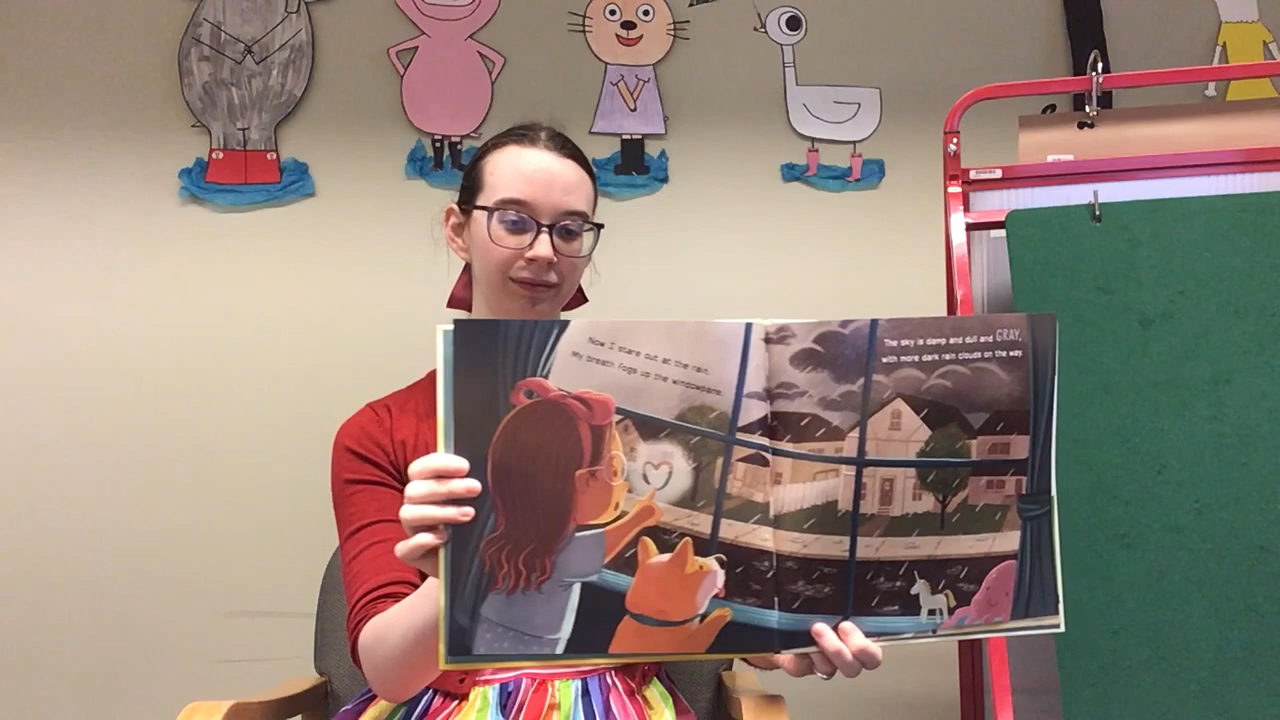 Now I stare out at the rain.
My breath fogs up the windowpane.
The sky is damp and dull and GRAY,
with more dark rain clouds on the way.